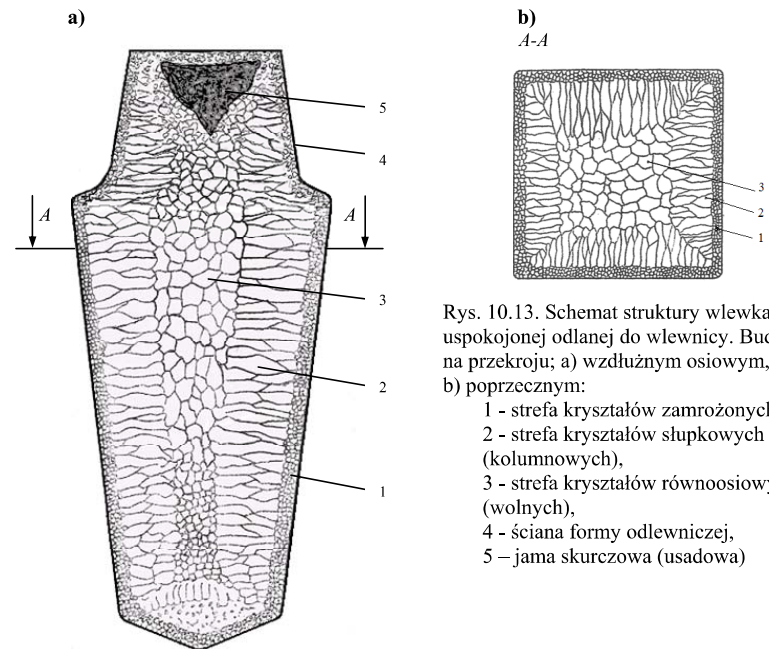 a)
b)
A-A
5
4
A
A
3
2
1
3
2
1
Rys. 10.13. Schemat struktury wlewka
uspokojonej odlanej do wlewnicy.
na przekroju; a) wzdłużnym osiowym,
b) poprzecznym:
1 - strefa kryształów
2 - strefa kryształów słupkowych
(kolumnowych),
3 - strefa kryształów
(wolnych),
4 - ściana formy odlewniczej,
5 – jama skurczowa (usadowa)